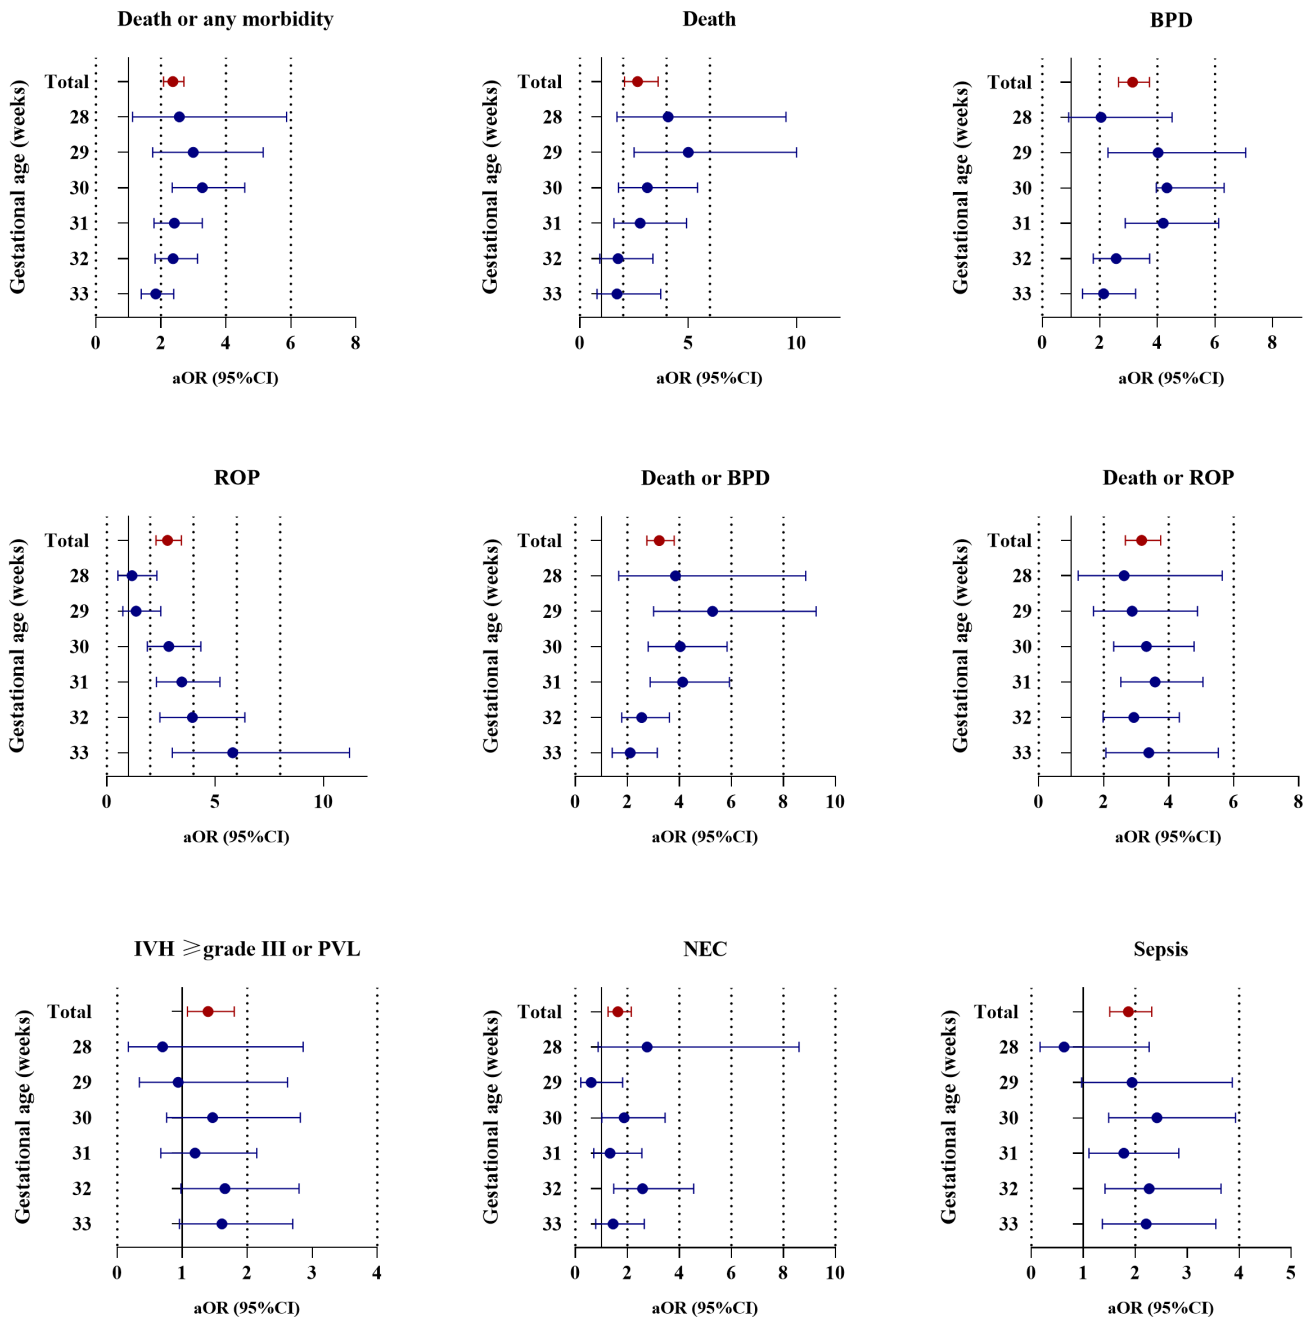 Death or any morbidity
Gestational age (weeks)
Total
28
29
30
31
32
33
0 2 4 6 8
aOR (95%CI)
Death
Gestational age (weeks)
Total
28
29
30
31
32
33
0 5 10
aOR (95%CI)
BPD
Gestational age (weeks)
Total
28
29
30
31
32
33
0 2 4 6 8
aOR (95%CI)
ROP
Gestational age (weeks)
Total
28
29
30
31
32
33
0 5 10
aOR (95%CI)
Death or BPD
Gestational age (weeks)
Total
28
29
30
31
32
33
0 2 4 6 8 10
aOR (95%CI)
Death or ROP
Gestational age (weeks)
Total
28
29
30
31
32
33
0 2 4 6 8
aOR (95%CI)
IVH ≥grade III or PVL
Gestational age (weeks)
Total
28
29
30
31
32
33
0 1 2 3 4
aOR (95%CI)
NEC
Gestational age (weeks)
Total
28
29
30
31
32
33
0 2 4 6 8 10
aOR (95%CI)
Sepsis
Gestational age (weeks)
Total
28
29
30
31
32
33
0 1 2 3 4 5
aOR (95%CI)